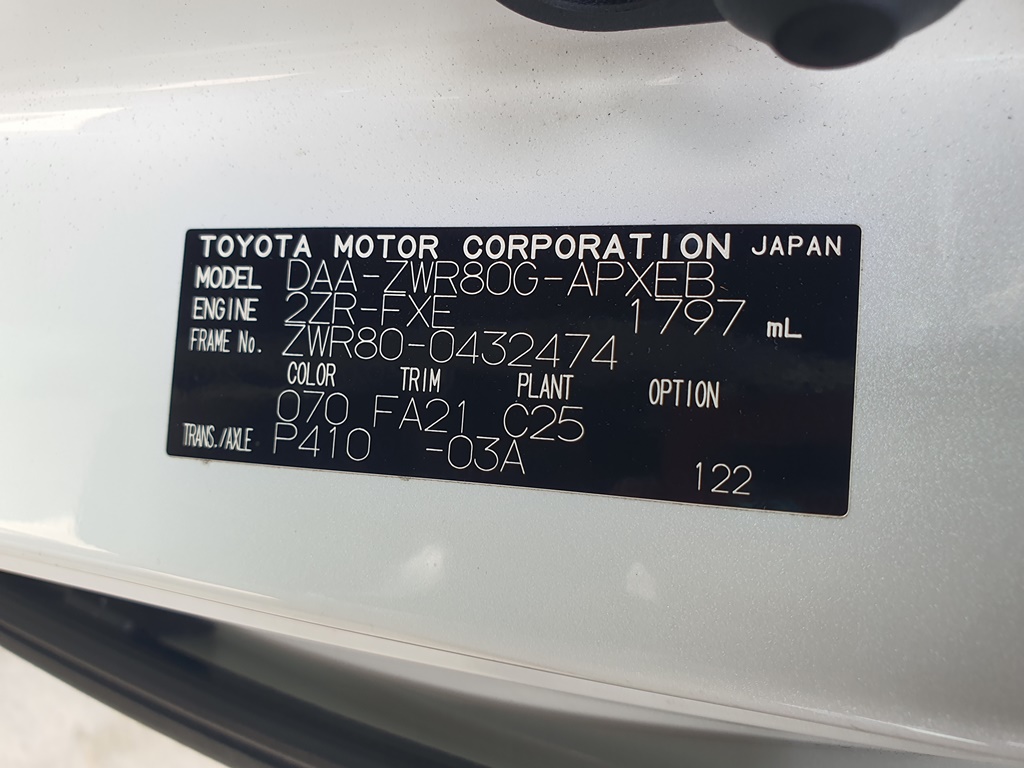 TOYOTA MOTOR CORPORATION JAPAN
MODEL DAA-ZWR80G-APXEB
ENGINE 2ZR-FXE 1797 mL
FRAME No. ZWR80-0432474
COLOR TRIM PLANT OPTION
070 FA21 C25
TRANS./AXLE P410 -03A 122